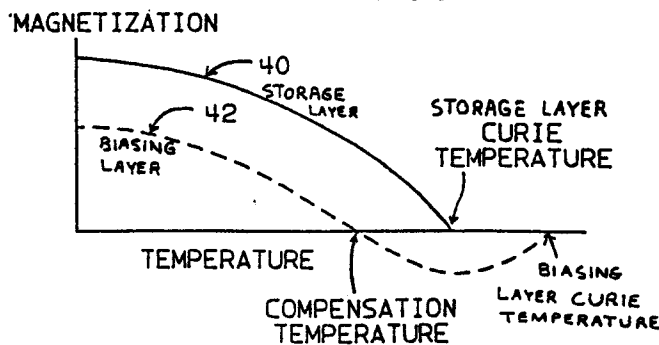 MAGNETIZATION
40
STORAGE
LAYER
42
BIASING
LAYER
STORAGE LAYER
CURIE
TEMPERATURE
TEMPERATURE
COMPENSATION
TEMPERATURE
BIASING
LAYER CURIE
TEMPERATURE